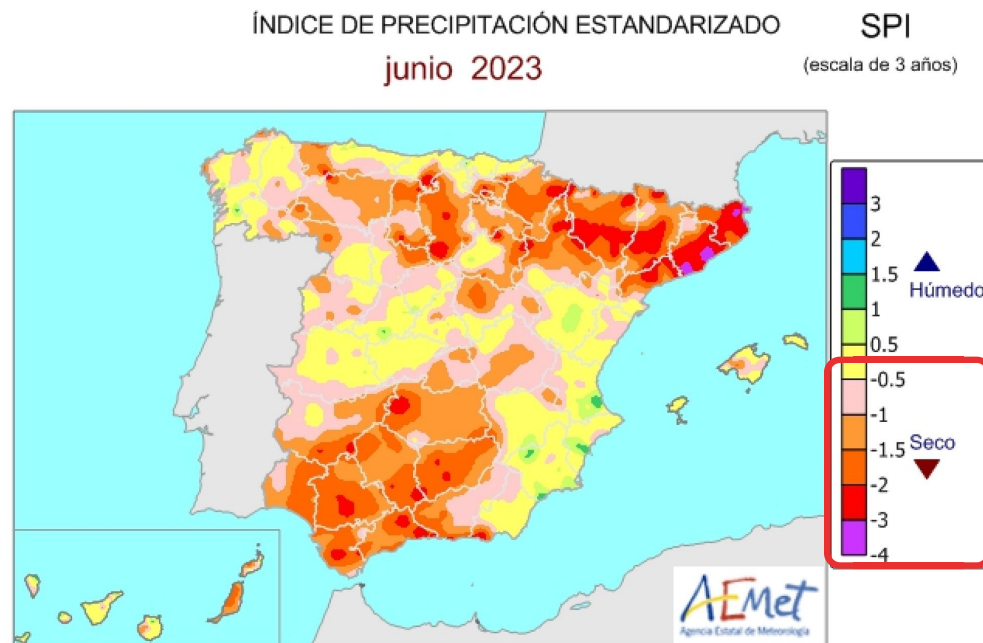 ÍNDICE DE PRECIPITACIÓN ESTANDARIZADO SPI
junio 2023 (escala de 3 años)
3
2
1.5
Húmedo
1
0.5
-0.5
-1
Seco
-1.5
-2
-3
-4
AEMet
Agencia Estatal de Meteorología